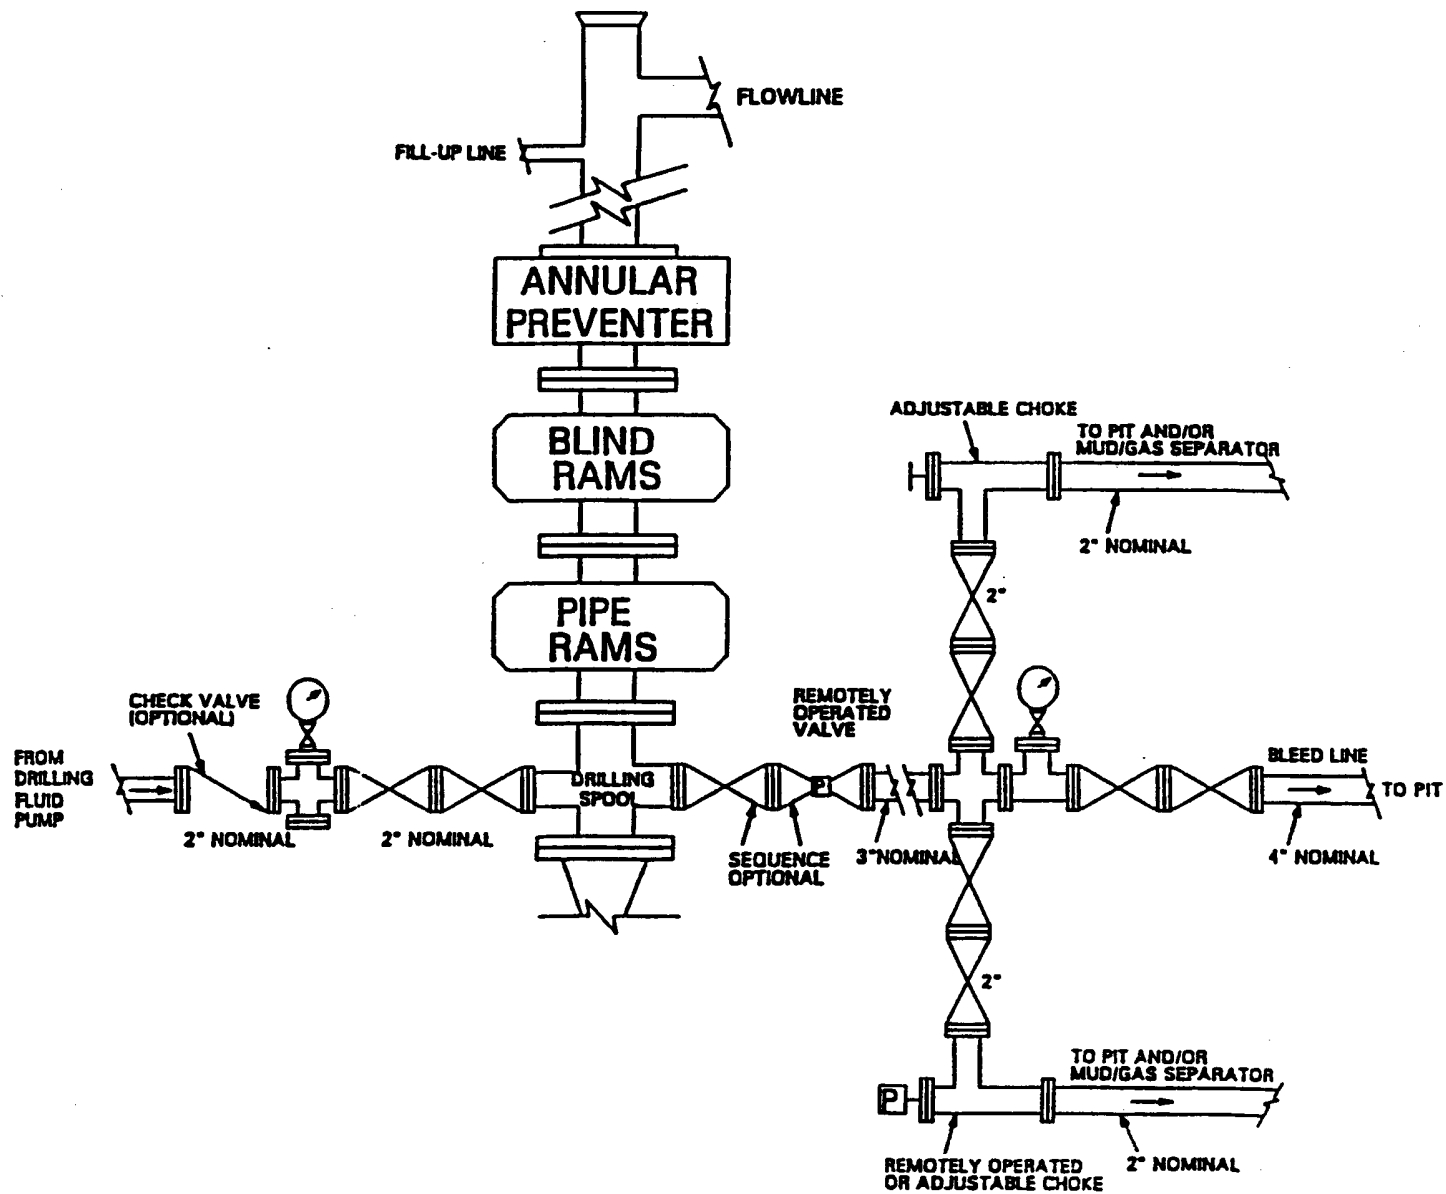 FLOWLINE
FILL-UP LINE
ANNULAR
PREVENTER
BLIND
RAMS
PIPE
RAMS
ADJUSTABLE CHOKE
TO PIT AND/OR
MUD/GAS SEPARATOR
2" NOMINAL
2"
CHECK VALVE
(OPTIONAL)
FROM
DRILLING
FLUID
PUMP
2" NOMINAL
2" NOMINAL
DRILLING
SPOOL
REMOTELY
OPERATED
VALVE
P
SEQUENCE
OPTIONAL
3" NOMINAL
BLEED LINE
TO PIT
4" NOMINAL
2"
TO PIT AND/OR
MUD/GAS SEPARATOR
P
2" NOMINAL
REMOTELY OPERATED
OR ADJUSTABLE CHOKE